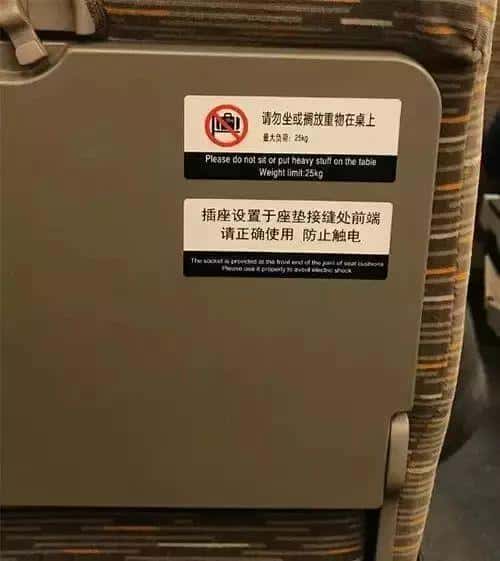 请勿坐或搁放重物在桌上
最大负荷：25kg
Please do not sit or put heavy stuff on the table
Weight limit:25kg
插座设置于座垫接缝处前端
请正确使用 防止触电
The socket is provided at the front end of the joint of seat cushions
Please use it properly to avoid electric shock